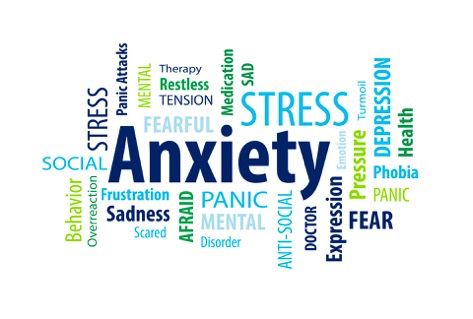 Panic Attacks
MENTAL
Therapy
Restless
TENSION
Medication
SAD
STRESS
STRESS
FEARFUL
Emotion
Pressure
Turmoil
DEPRESSION
Health
SOCIAL
Anxiety
Phobia
Behavior
Overreaction
Frustration
Sadness
Scared
AFRAID
PANIC
MENTAL
Disorder
ANTI-SOCIAL
DOCTOR
Expression
FEAR
PANIC